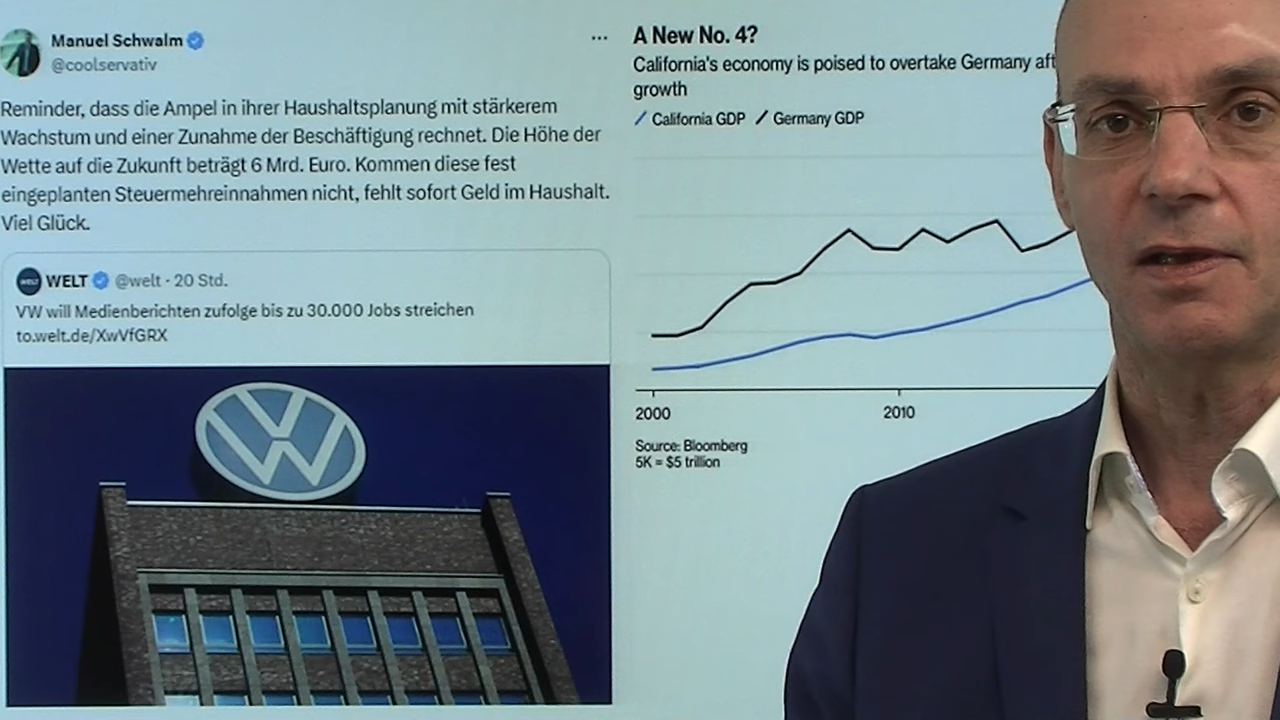 Manuel Schwalm
@coolservativ
Reminder, dass die Ampel in ihrer Haushaltsplanung mit stärkerem
Wachstum und einer Zunahme der Beschäftigung rechnet. Die Höhe der
Wette auf die Zukunft beträgt 6 Mrd. Euro. Kommen diese fest
eingeplanten Steuermehreinnahmen nicht, fehlt sofort Geld im Haushalt.
Viel Glück.
WELT
WELT @welt · 20 Std.
VW will Medienberichten zufolge bis zu 30.000 Jobs streichen
to.welt.de/XwVfGRX
VW
A New No. 4?
California's economy is poised to overtake Germany aft
growth
California GDP Germany GDP
2000 2010
Source: Bloomberg
5K = $5 trillion